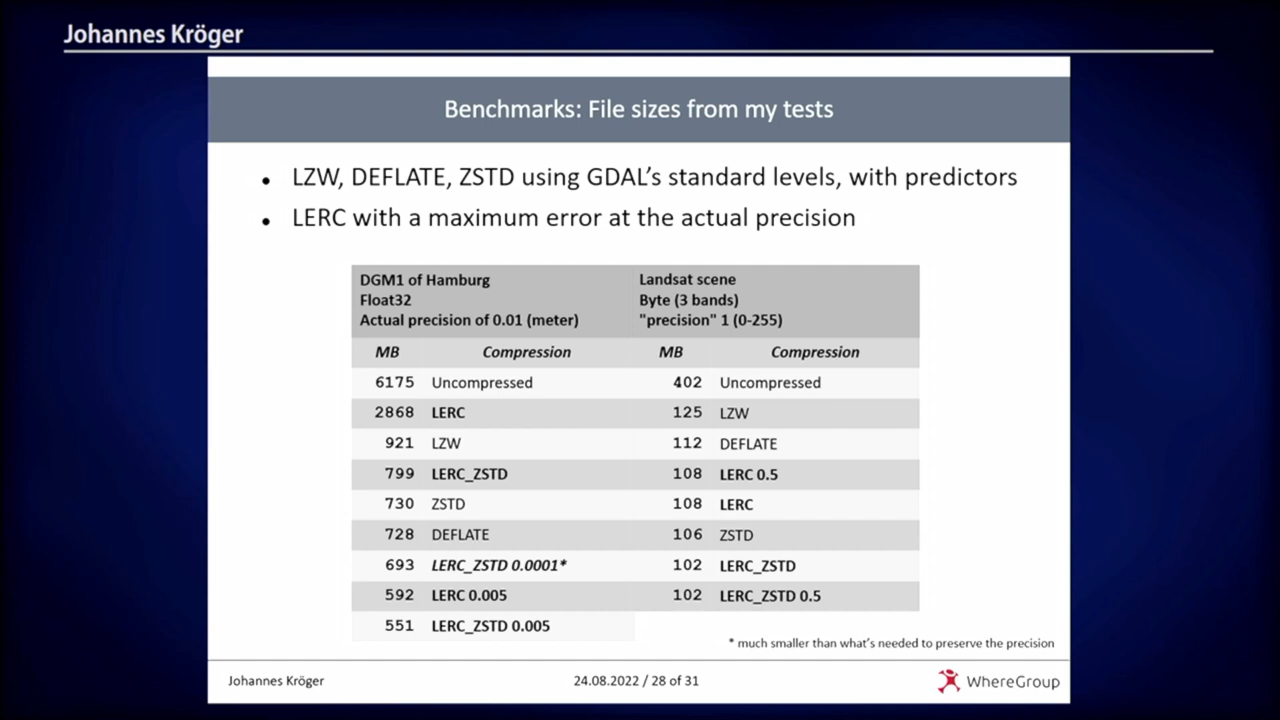 Johannes Kröger
Benchmarks: File sizes from my tests
• LZW, DEFLATE, ZSTD using GDAL’s standard levels, with predictors
• LERC with a maximum error at the actual precision
DGM1 of Hamburg
Float32
Actual precision of 0.01 (meter)
Landsat scene
Byte (3 bands)
"precision" 1 (0-255)
MB Compression MB Compression
6175 Uncompressed 402 Uncompressed
2868 LERC 125 LZW
921 LZW 112 DEFLATE
799 LERC_ZSTD 108 LERC 0.5
730 ZSTD 108 LERC
728 DEFLATE 106 ZSTD
693 LERC_ZSTD 0.0001* 102 LERC_ZSTD
592 LERC 0.005 102 LERC_ZSTD 0.5
551 LERC_ZSTD 0.005
* much smaller than what’s needed to preserve the precision
Johannes Kröger 24.08.2022 / 28 of 31 WhereGroup